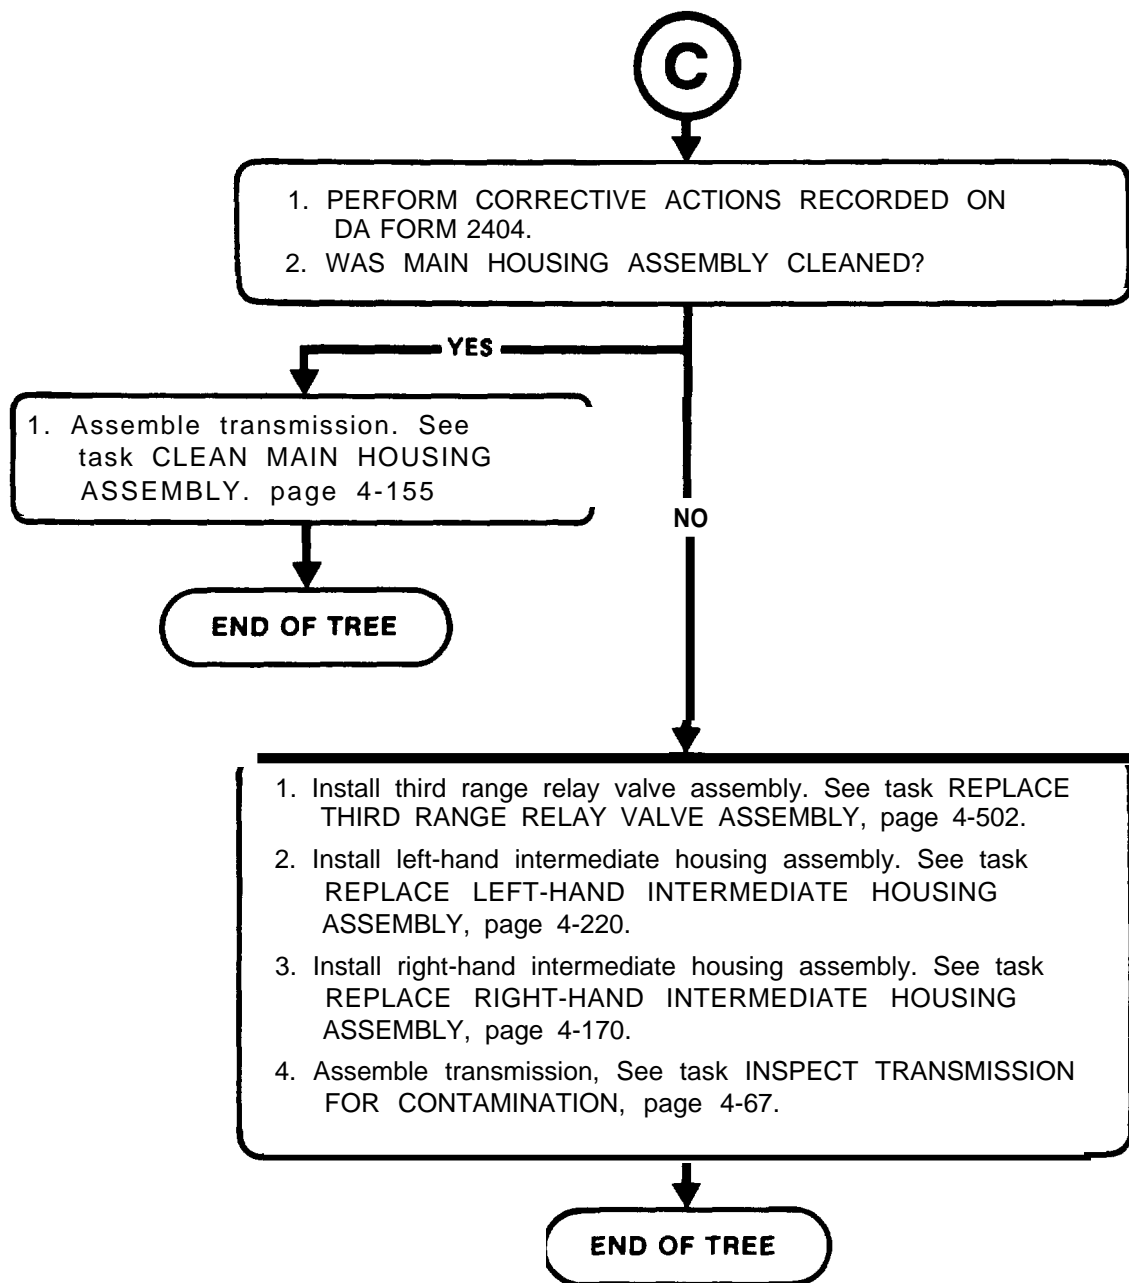 C
1. PERFORM CORRECTIVE ACTIONS RECORDED ON
DA FORM 2404.
2. WAS MAIN HOUSING ASSEMBLY CLEANED?
YES
1. Assemble transmission. See
task CLEAN MAIN HOUSING
ASSEMBLY. page 4-155
NO
END OF TREE
1. Install third range relay valve assembly. See task REPLACE
THIRD RANGE RELAY VALVE ASSEMBLY, page 4-502.
2. Install left-hand intermediate housing assembly. See task
REPLACE LEFT-HAND INTERMEDIATE HOUSING
ASSEMBLY, page 4-220.
3. Install right-hand intermediate housing assembly. See task
REPLACE RIGHT-HAND INTERMEDIATE HOUSING
ASSEMBLY, page 4-170.
4. Assemble transmission, See task INSPECT TRANSMISSION
FOR CONTAMINATION, page 4-67.
END OF TREE